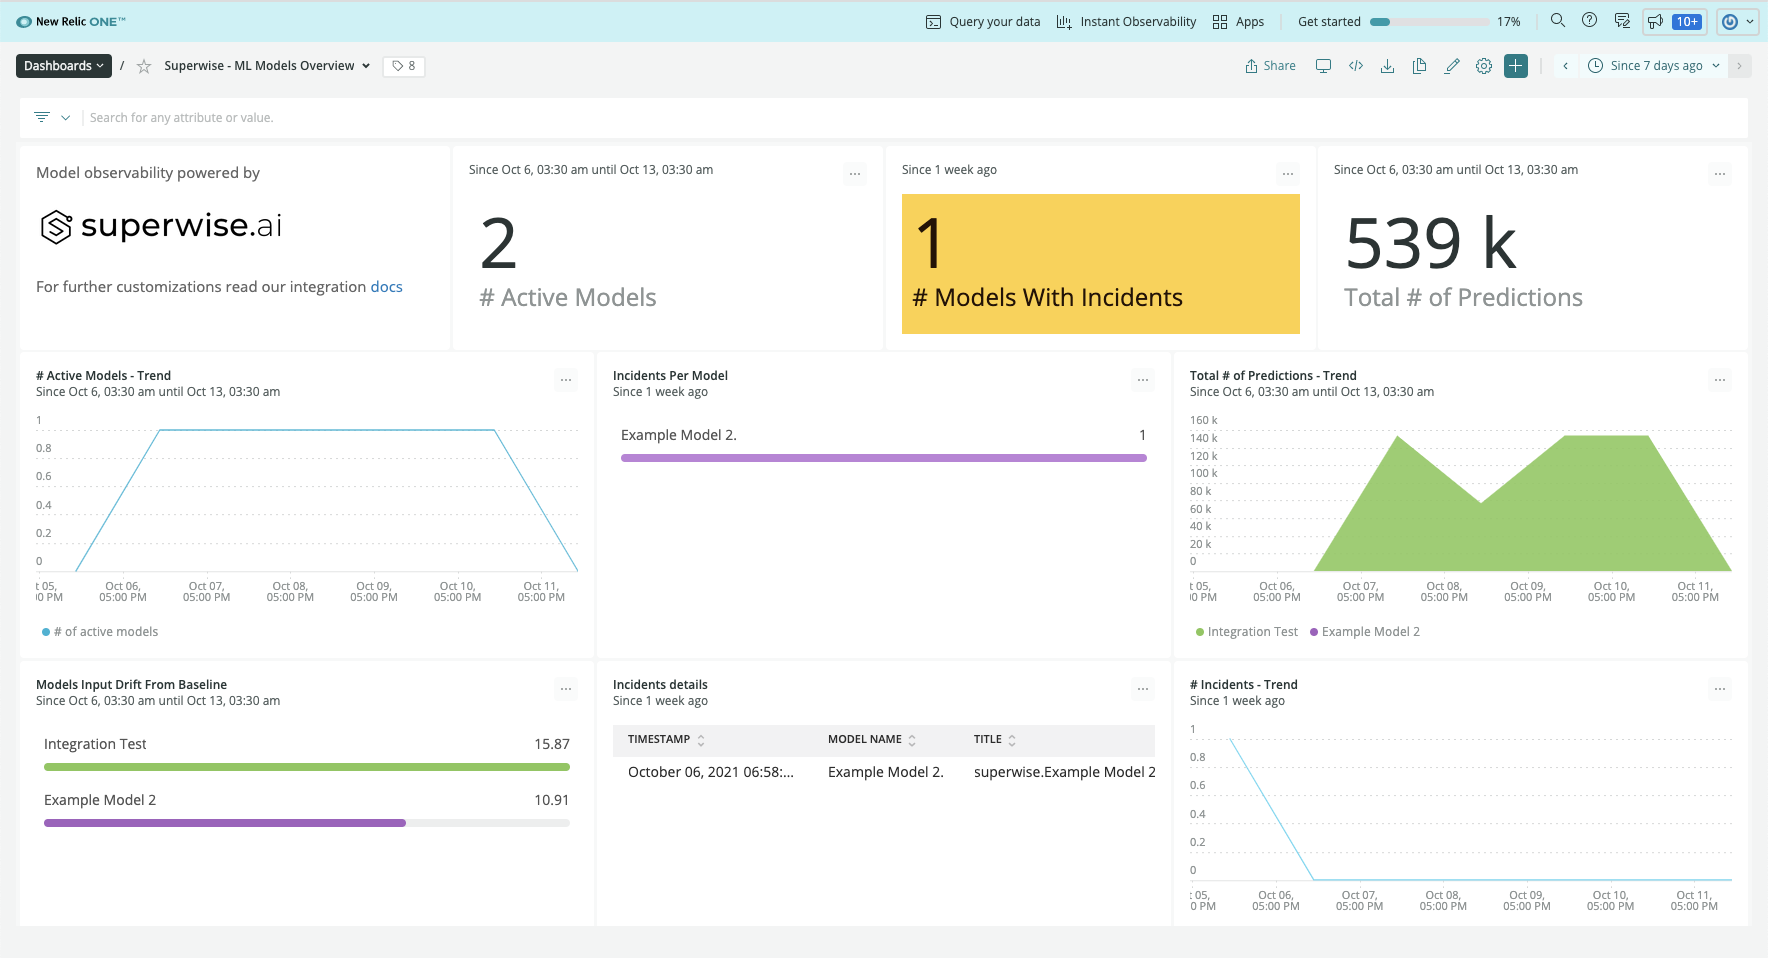 New Relic ONE™
Query your data
Instant Observability
Apps
Get started
17%
10+
Dashboards
/
Superwise - ML Models Overview
8
Share
Since 7 days ago
Search for any attribute or value.
Model observability powered by
superwise.ai
For further customizations read our integration docs
Since Oct 6, 03:30 am until Oct 13, 03:30 am
2
# Active Models
Since 1 week ago
1
# Models With Incidents
Since Oct 6, 03:30 am until Oct 13, 03:30 am
539 k
Total # of Predictions
# Active Models - Trend
Since Oct 6, 03:30 am until Oct 13, 03:30 am
1
0.8
0.6
0.4
0.2
0
t 05, Oct 06, Oct 07, Oct 08, Oct 09, Oct 10, Oct 11,
0 PM 05:00 PM 05:00 PM 05:00 PM 05:00 PM 05:00 PM 05:00 PM
# of active models
Incidents Per Model
Since 1 week ago
Example Model 2. 1
Total # of Predictions - Trend
Since Oct 6, 03:30 am until Oct 13, 03:30 am
160 k
140 k
120 k
100 k
80 k
60 k
40 k
20 k
0
t 05, Oct 06, Oct 07, Oct 08, Oct 09, Oct 10, Oct 11,
0 PM 05:00 PM 05:00 PM 05:00 PM 05:00 PM 05:00 PM 05:00 PM
Integration Test Example Model 2
Models Input Drift From Baseline
Since Oct 6, 03:30 am until Oct 13, 03:30 am
Integration Test 15.87
Example Model 2 10.91
Incidents details
Since 1 week ago
TIMESTAMP MODEL NAME TITLE
October 06, 2021 06:58:... Example Model 2. superwise.Example Model 2
# Incidents - Trend
Since 1 week ago
1
0.8
0.6
0.4
0.2
0
05, Oct 06, Oct 07, Oct 08, Oct 09, Oct 10, Oct 11,
0 PM 05:00 PM 05:00 PM 05:00 PM 05:00 PM 05:00 PM 05:00 PM